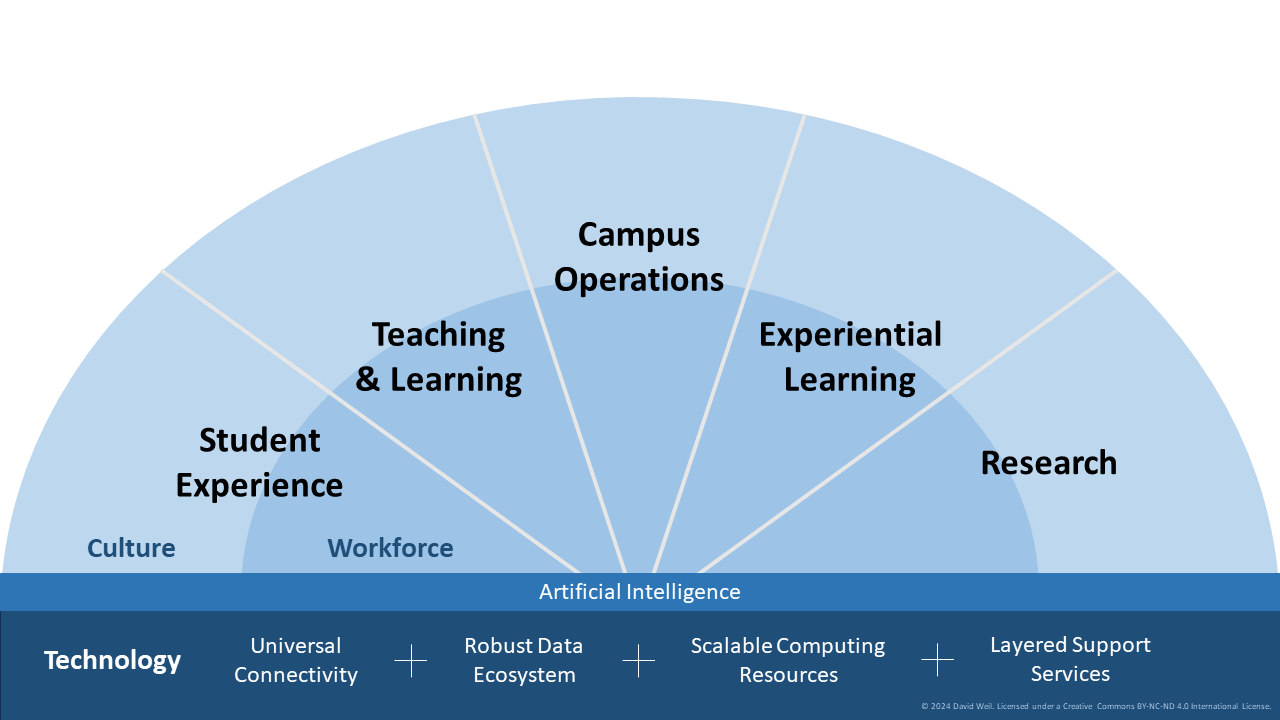 Campus
Operations
Teaching
& Learning
Experiential
Learning
Student
Experience
Research
Culture
Workforce
Artificial Intelligence
Technology
Universal
Connectivity
Robust Data
Ecosystem
Scalable Computing
Resources
Layered Support
Services
© 2024 David Weil. Licensed under a Creative Commons BY-NC-ND 4.0 International License.